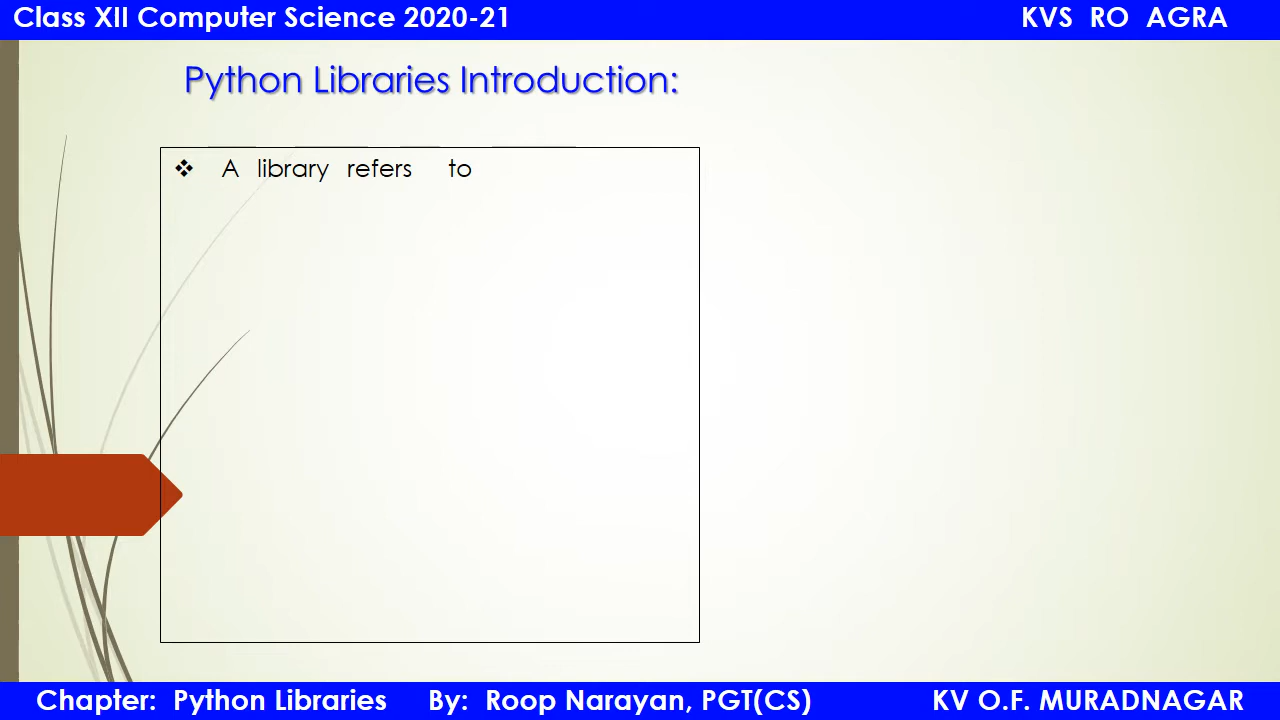 Class XII Computer Science 2020-21 KVS RO AGRA
Python Libraries Introduction:
❖ A library refers to
Chapter: Python Libraries By: Roop Narayan, PGT(CS) KV O.F. MURADNAGAR